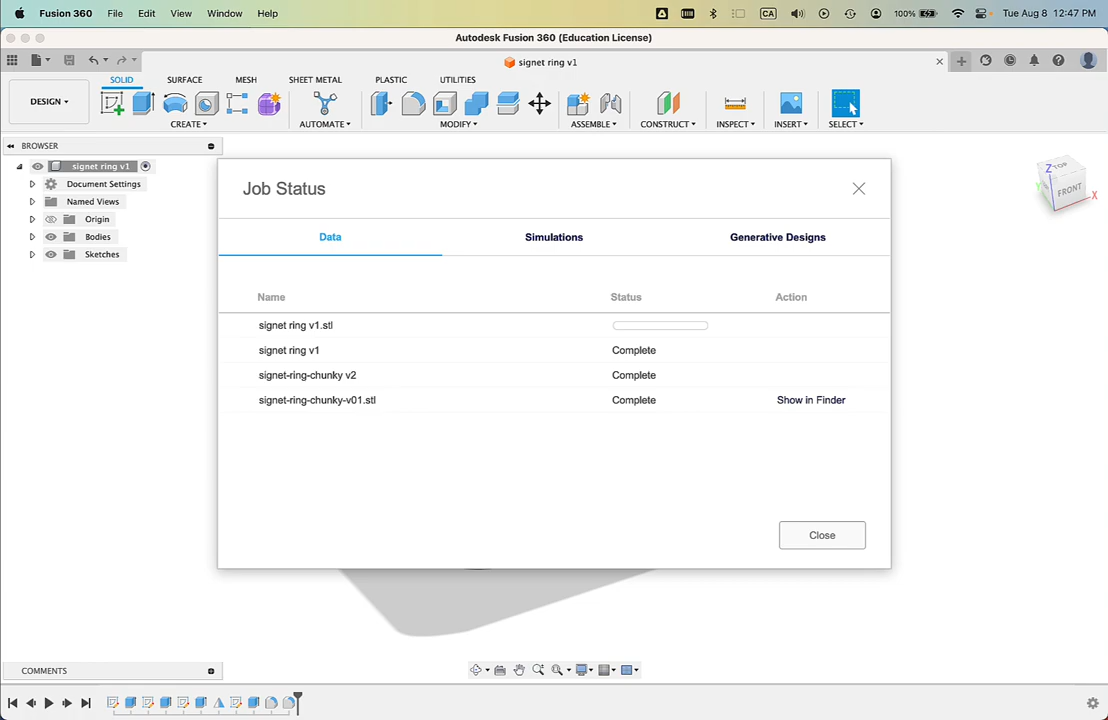 Fusion 360 File Edit View Window Help CA 100% Tue Aug 8 12:47 PM
Autodesk Fusion 360 (Education License)
signet ring v1
SOLID SURFACE MESH SHEET METAL PLASTIC UTILITIES
DESIGN
CREATE AUTOMATE MODIFY ASSEMBLE CONSTRUCT INSPECT INSERT SELECT
BROWSER
signet ring v1
Document Settings
Named Views
Origin
Bodies
Sketches
Job Status
Data Simulations Generative Designs
Name Status Action
signet ring v1.stl
signet ring v1 Complete
signet-ring-chunky v2 Complete
signet-ring-chunky-v01.stl Complete Show in Finder
Close
TOP
Z
FRONT
Y
X
COMMENTS